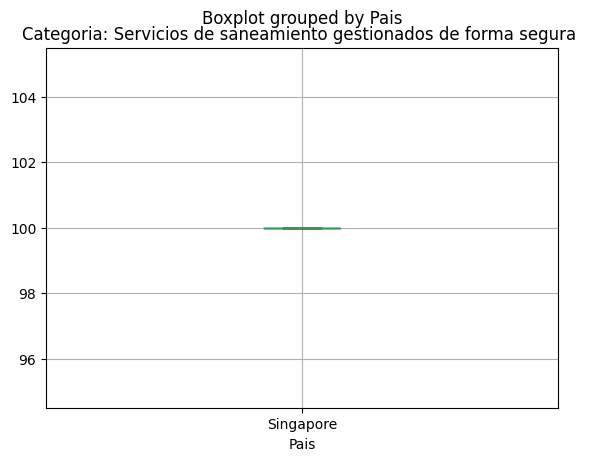 Boxplot grouped by Pais
Categoria: Servicios de saneamiento gestionados de forma segura
104
102
100
98
96
Singapore
Pais